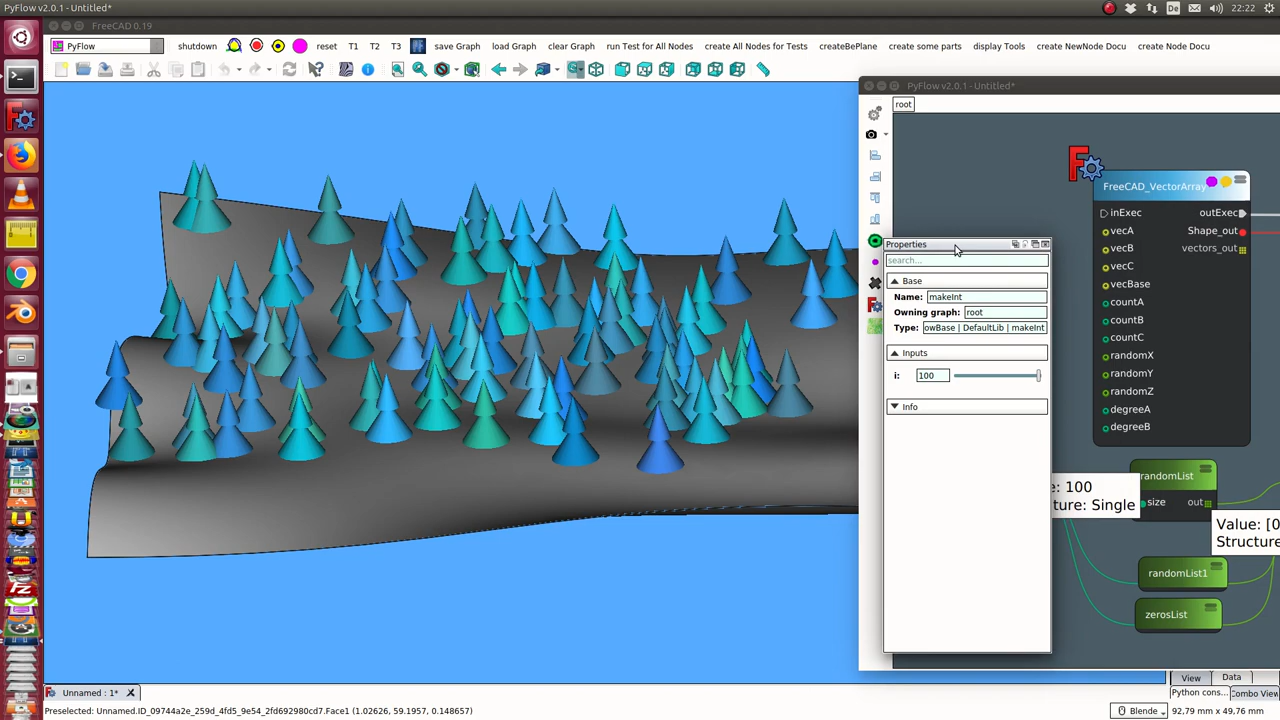 PyFlow v2.0.1 - Untitled*
De
22:22
FreeCAD 0.19
PyFlow
shutdown
reset
T1
T2
T3
save Graph
load Graph
clear Graph
run Test for All Nodes
create All Nodes for Tests
createBePlane
create some parts
display Tools
create NewNode Docu
create Node Docu
PyFlow v2.0.1 - Untitled*
root
FreeCAD_VectorArray
inExec
outExec
vecA
Shape_out
vecB
vectors_out
vecC
vecBase
countA
countB
countC
randomX
randomY
randomZ
degreeA
degreeB
Properties
search...
Base
Name: makeInt
Owning graph: root
Type: owBase | DefaultLib | makeInt
Inputs
i: 100
Info
e: 100
ture: Single
randomList
size
out
Value: [0
Structure
randomList1
zerosList
View
Data
Python cons...
Combo View
Unnamed : 1*
Preselected: Unnamed.ID_09744a2e_259d_4fd5_9e54_2fd692980cd7.Face1 (1.02626, 59.1957, 0.148657)
Blende
92,79 mm x 49,76 mm